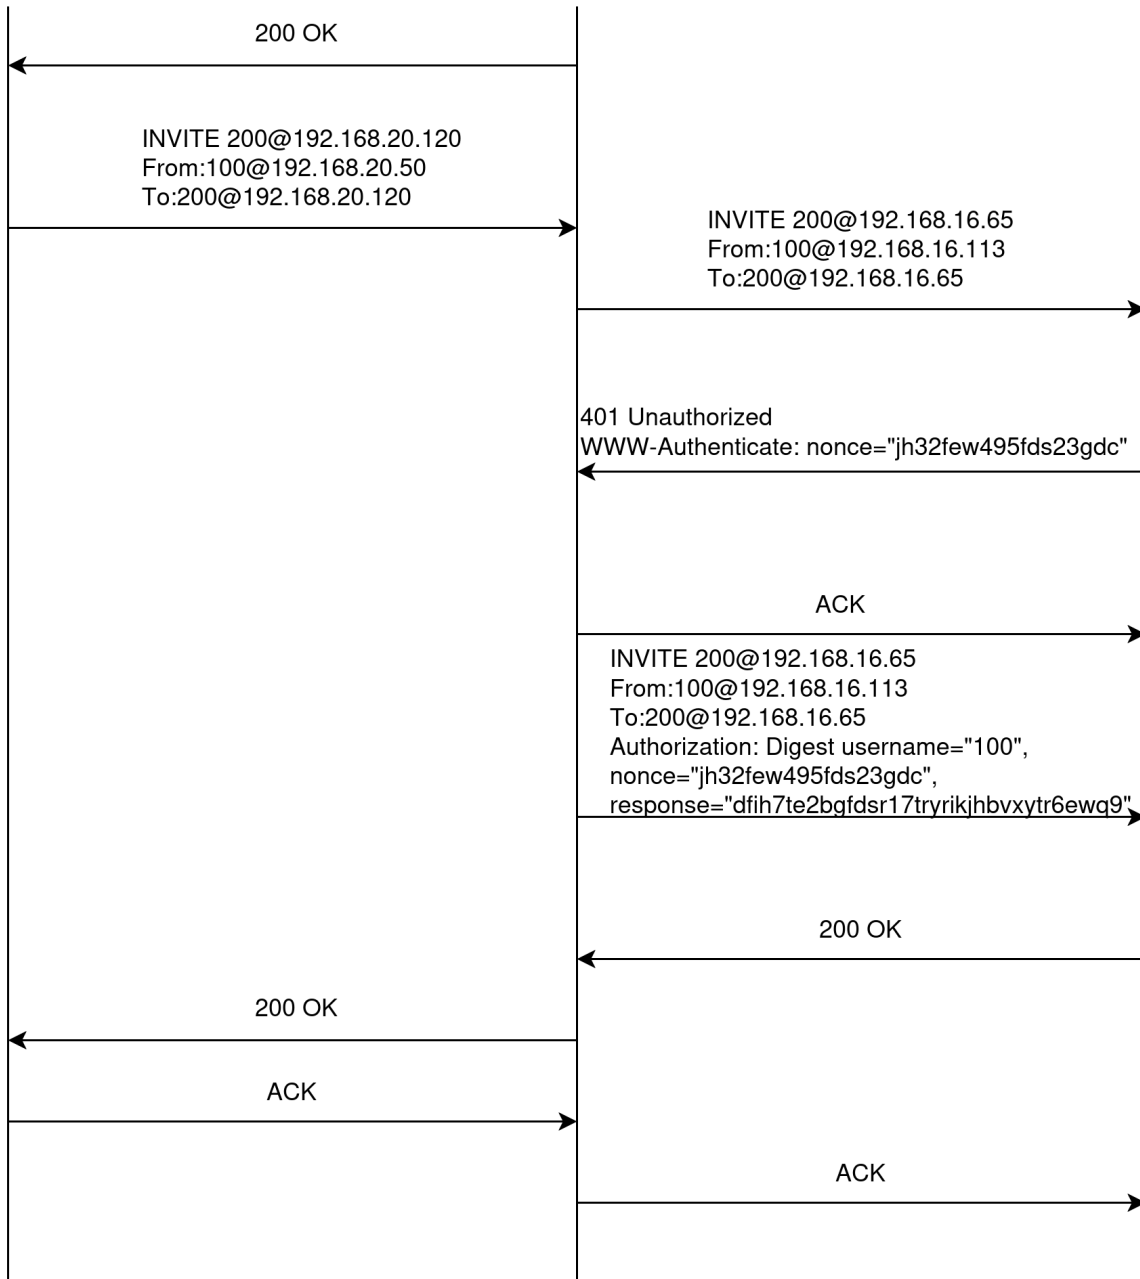 200 OK
INVITE 200@192.168.20.120
From:100@192.168.20.50
To:200@192.168.20.120
INVITE 200@192.168.16.65
From:100@192.168.16.113
To:200@192.168.16.65
401 Unauthorized
WWW-Authenticate: nonce="jh32few495fds23gdc"
ACK
INVITE 200@192.168.16.65
From:100@192.168.16.113
To:200@192.168.16.65
Authorization: Digest username="100",
nonce="jh32few495fds23gdc",
response="dfih7te2bgfdsr17tryrikjhbvxytr6ewq9"
200 OK
200 OK
ACK
ACK